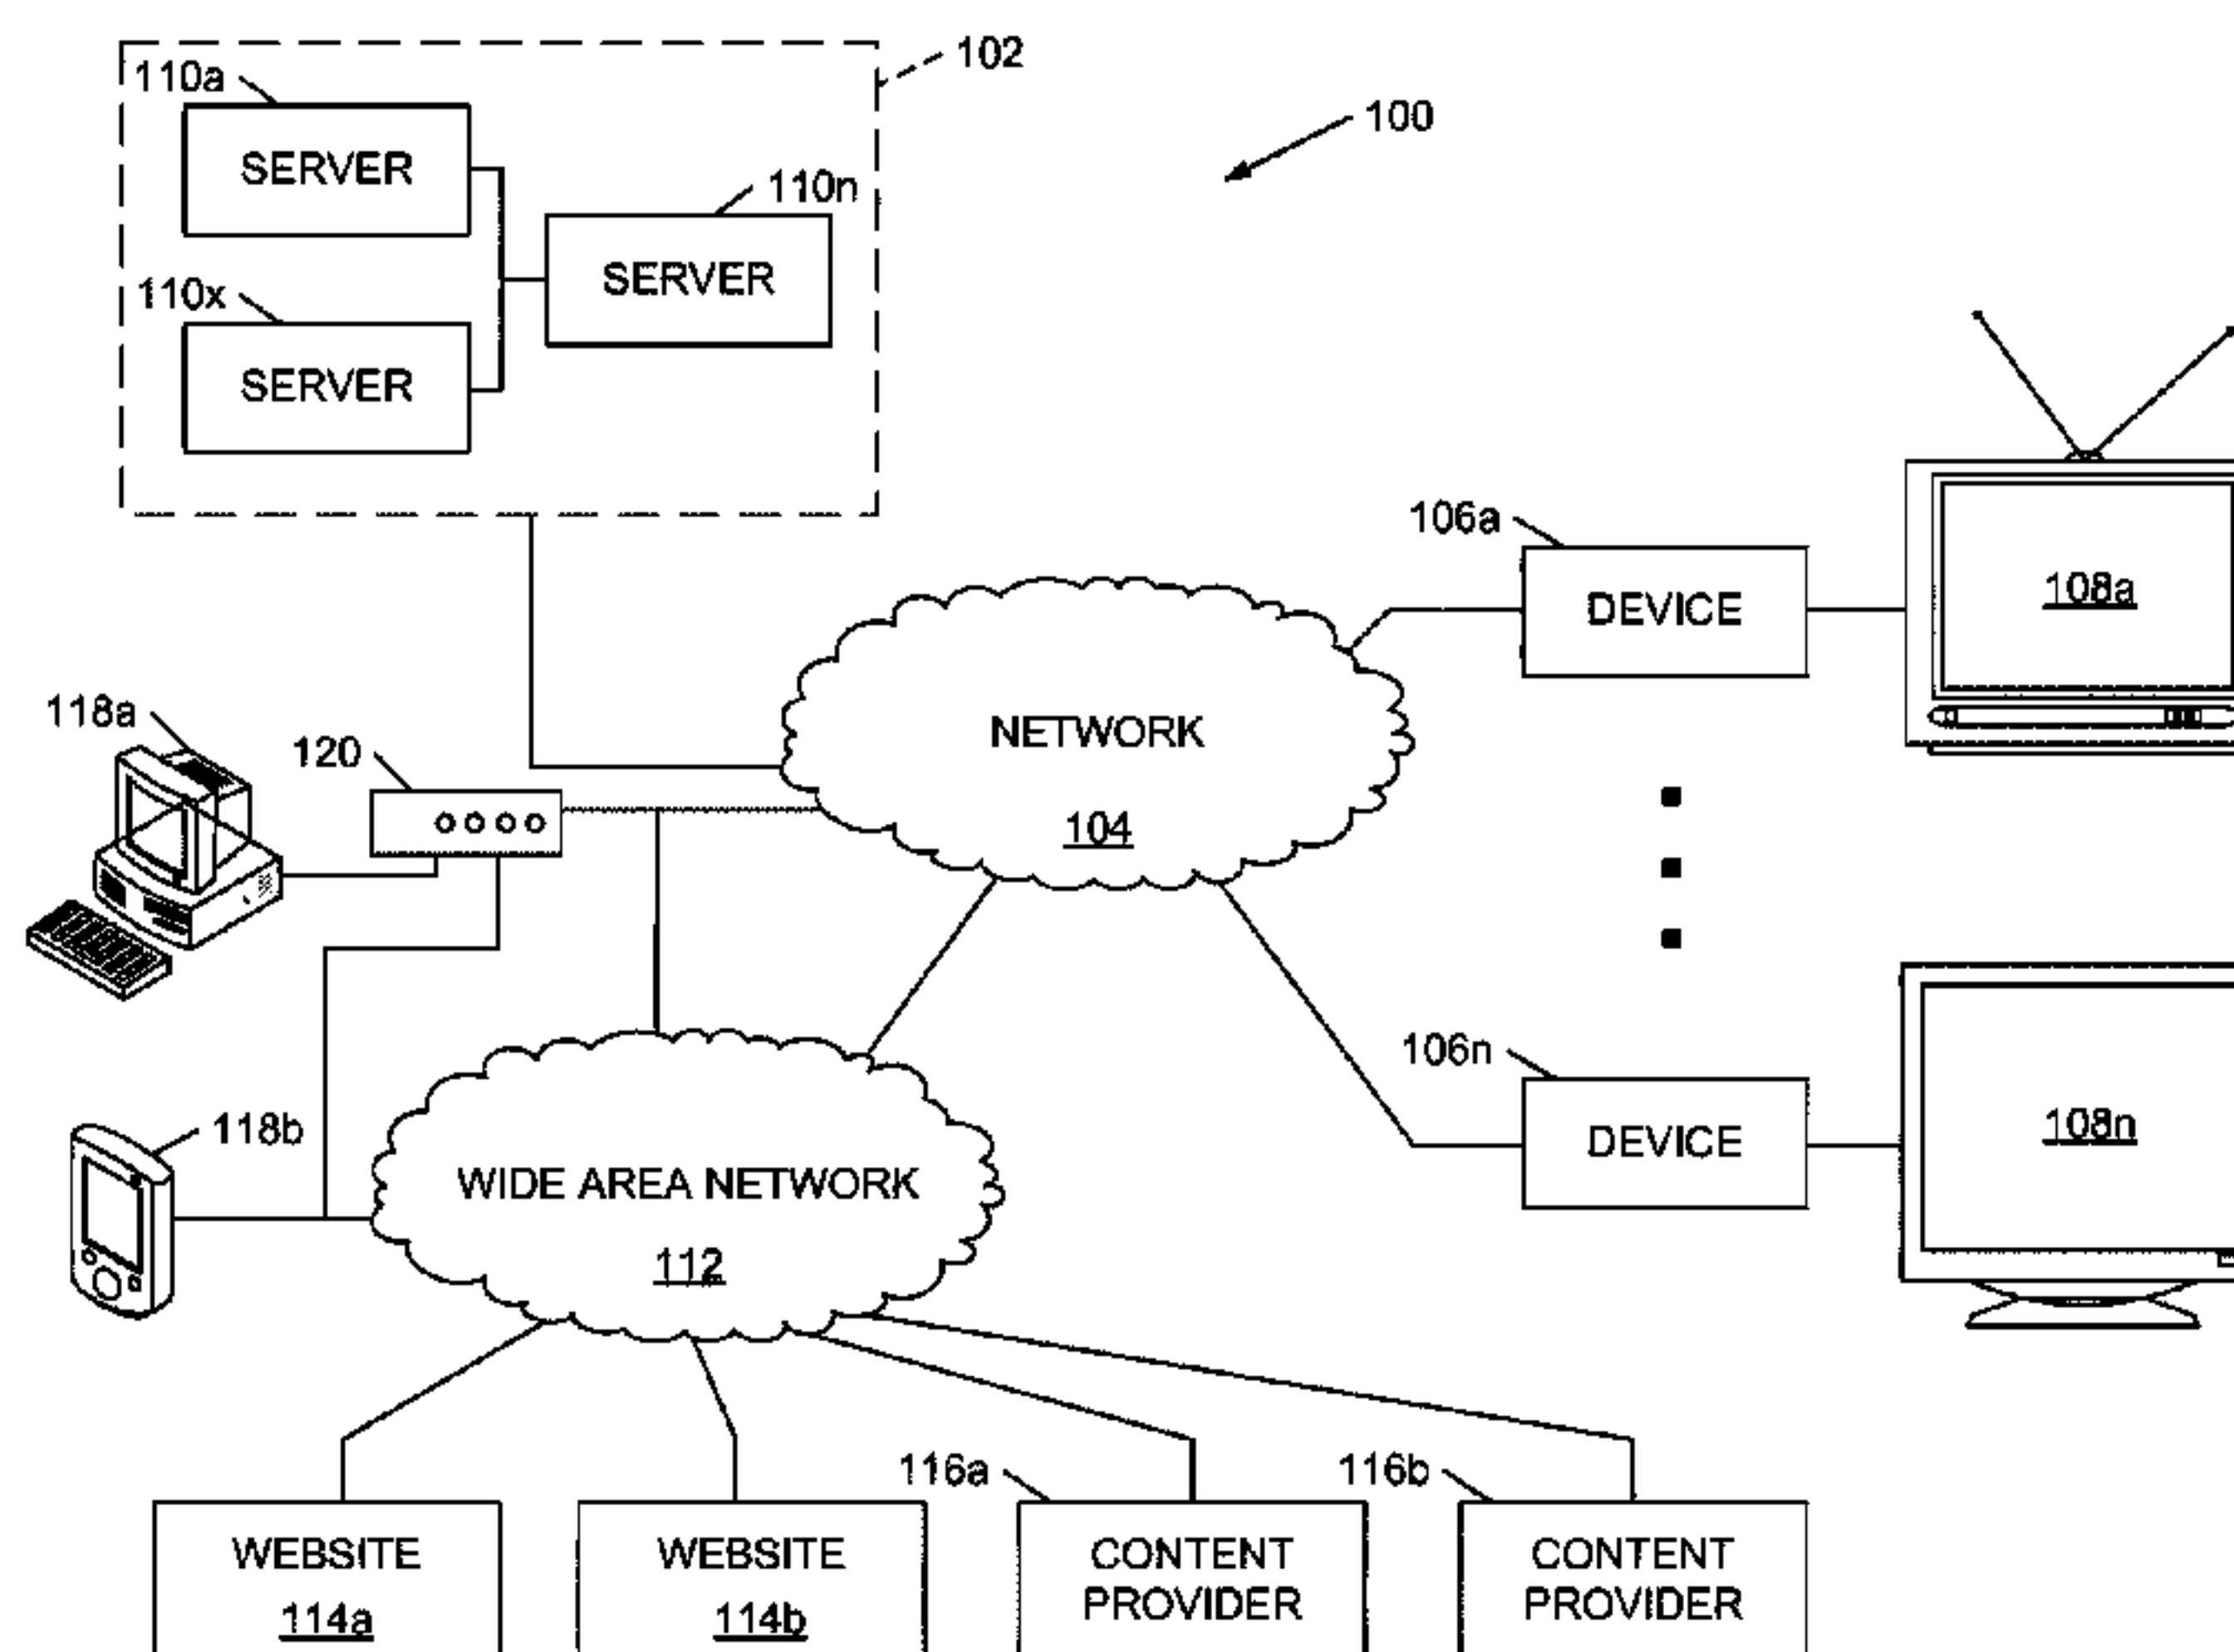 102
110a
100
SERVER
110n
SERVER
110x
SERVER
106a
DEVICE
108a
118a
120
NETWORK
104
106n
118b
DEVICE
108n
WIDE AREA NETWORK
112
116a
116b
WEBSITE
114a
WEBSITE
114b
CONTENT
PROVIDER
CONTENT
PROVIDER